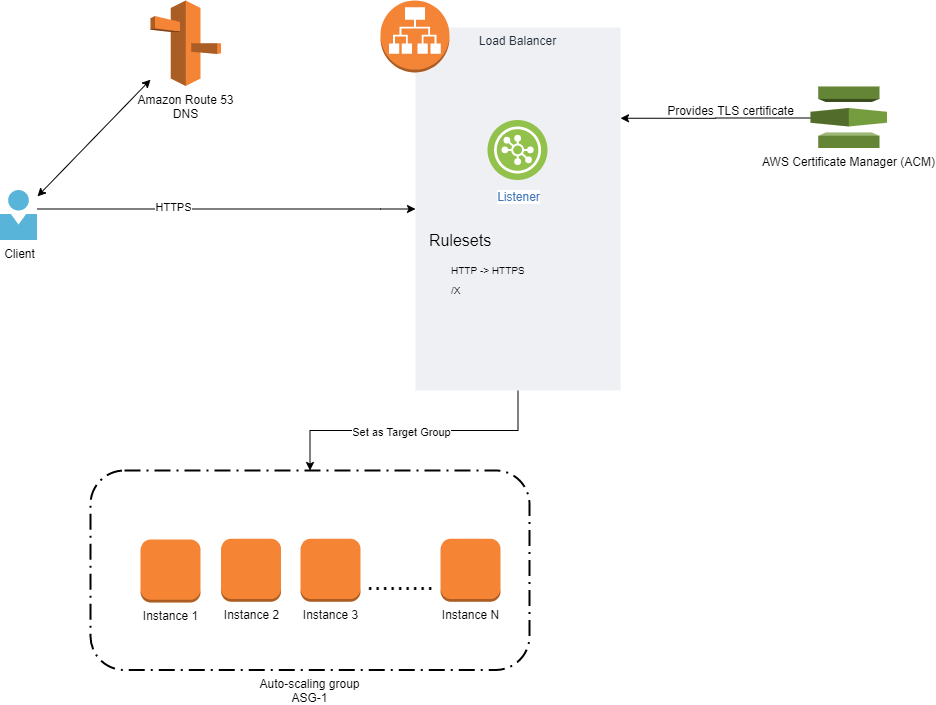 Load Balancer
Amazon Route 53
DNS
Provides TLS certificate
AWS Certificate Manager (ACM)
Listener
HTTPS
Client
Rulesets
HTTP -> HTTPS
/X
Set as Target Group
Instance 1
Instance 2
Instance 3
Instance N
Auto-scaling group
ASG-1